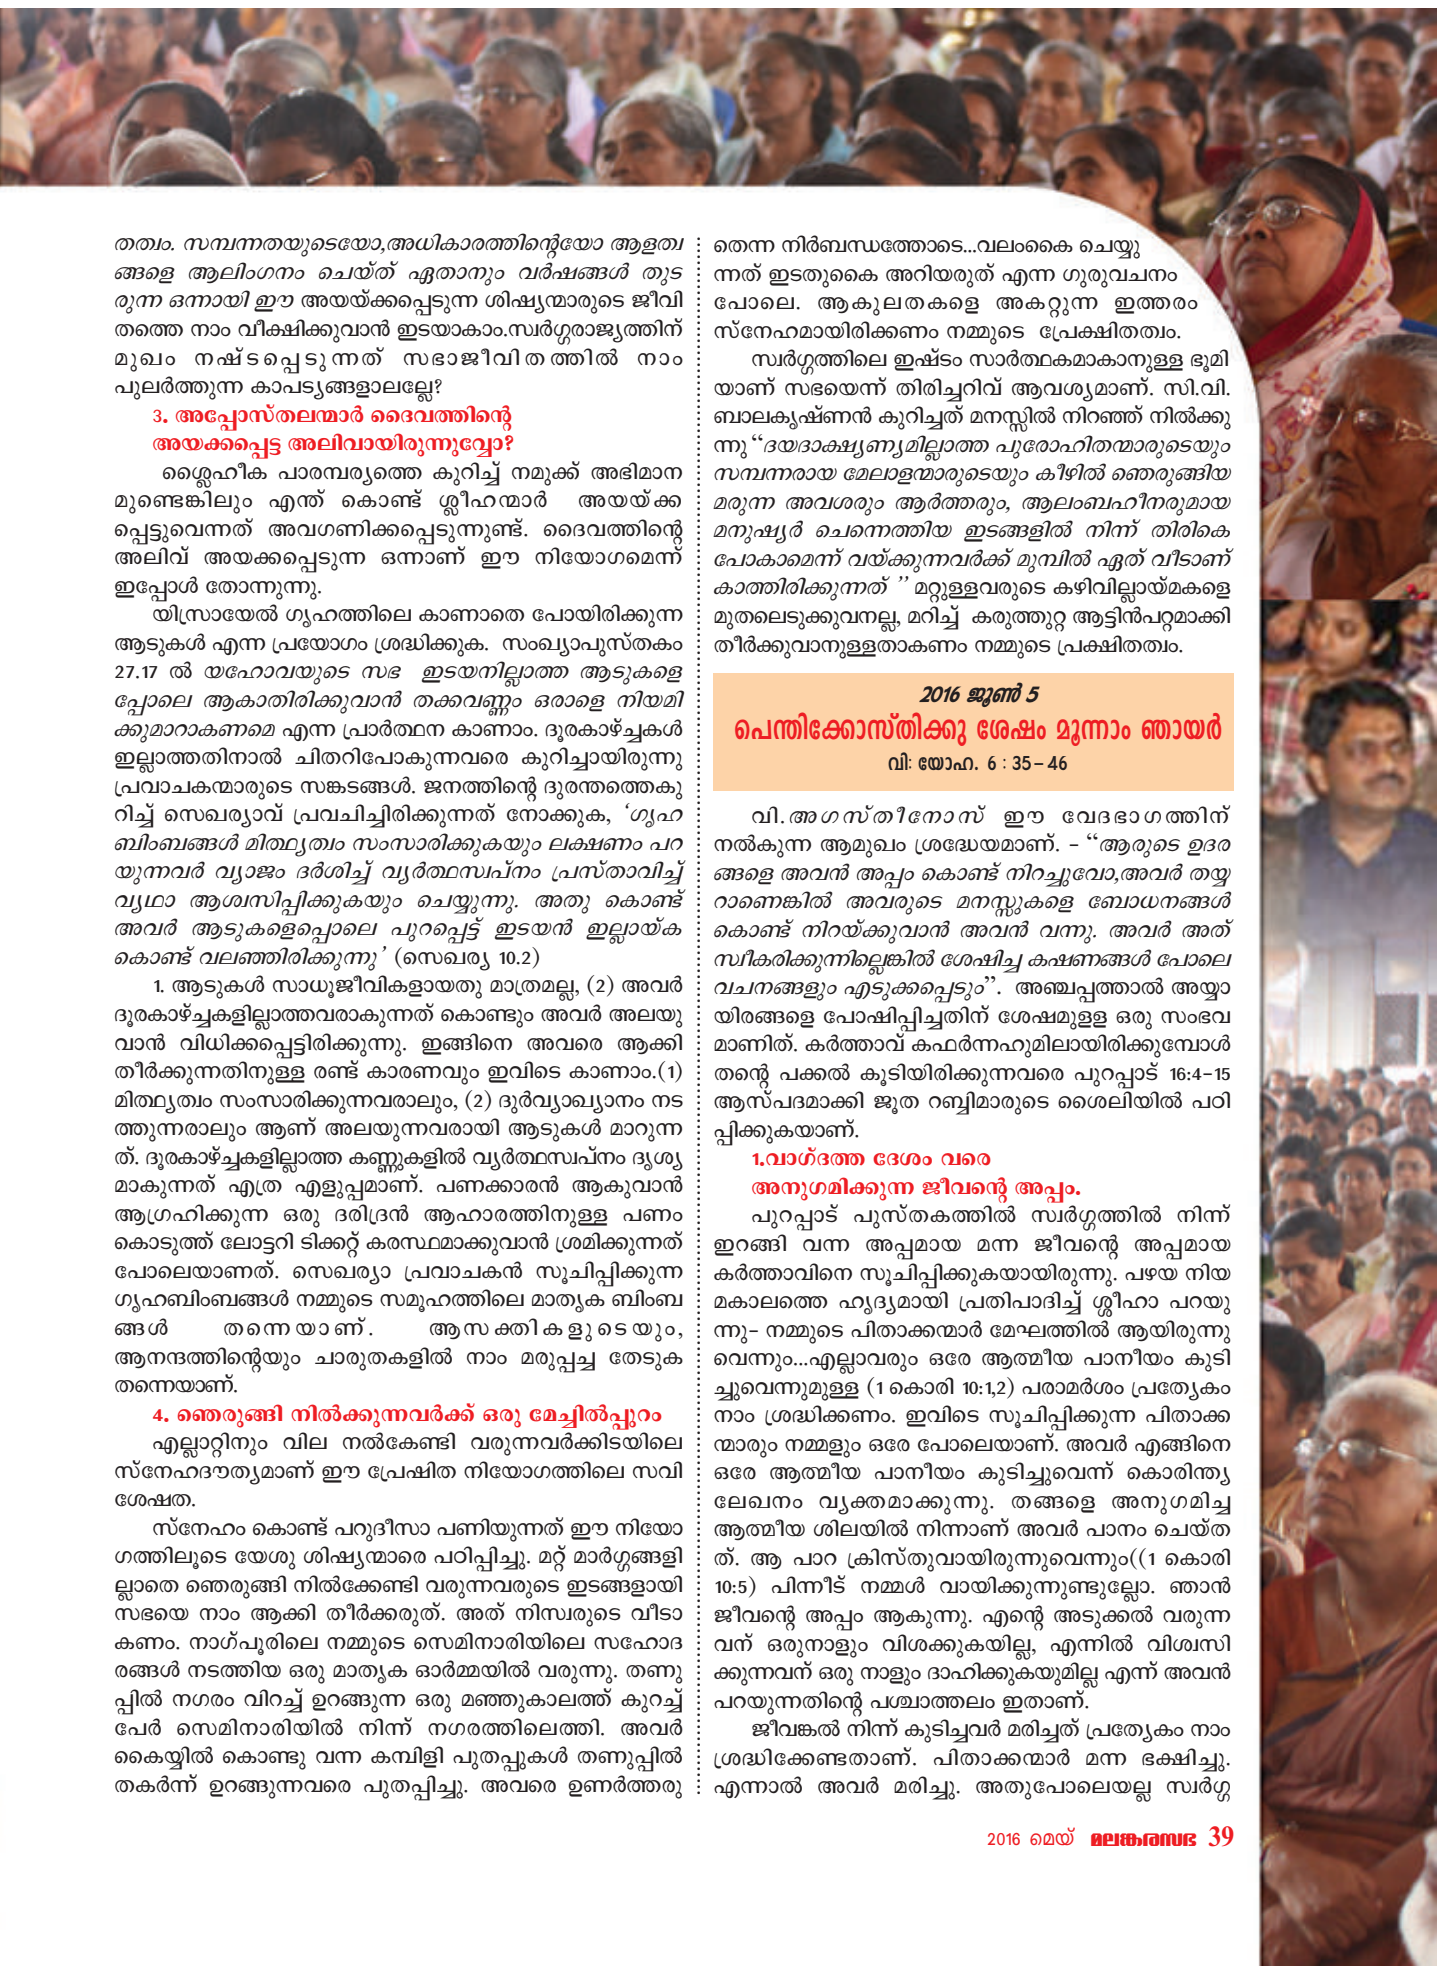 തത്വം. സമ്പന്നതയുടെയോ,അധികാരത്തിന്റെയോ ആളത്വ
ങ്ങളെ ആലിംഗനം ചെയ്ത് ഏതാനും വർഷങ്ങൾ തുട
രുന്ന ഒന്നായി ഈ അയയ്ക്കപ്പെടുന്ന ശിഷ്യന്മാരുടെ ജീവി
തത്തെ നാം വീക്ഷിക്കുവാൻ ഇടയാകാം.സ്വർഗ്ഗരാജ്യത്തിന്
മുഖം നഷ്ടപ്പെടുന്നത് സഭാജീവിതത്തിൽ നാം
പുലർത്തുന്ന കാപട്യങ്ങളാലല്ലേ?
3. അപ്പോസ്തലന്മാർ ദൈവത്തിന്റെ
അയക്കപ്പെട്ട അലിവായിരുന്നുവ്വോ?
ശ്ലൈഹീക പാരമ്പര്യത്തെ കുറിച്ച് നമുക്ക് അഭിമാന
മുണ്ടെങ്കിലും എന്ത് കൊണ്ട് ശ്ലീഹന്മാർ അയയ്ക്ക
പ്പെട്ടുവെന്നത് അവഗണിക്കപ്പെടുന്നുണ്ട്. ദൈവത്തിന്റെ
അലിവ് അയക്കപ്പെടുന്ന ഒന്നാണ് ഈ നിയോഗമെന്ന്
ഇപ്പോൾ തോന്നുന്നു.
യിസ്രായേൽ ഗൃഹത്തിലെ കാണാതെ പോയിരിക്കുന്ന
ആടുകൾ എന്ന പ്രയോഗം ശ്രദ്ധിക്കുക. സംഖ്യാപുസ്തകം
27.17 ൽ യഹോവയുടെ സഭ ഇടയനില്ലാത്ത ആടുകളെ
പ്പോലെ ആകാതിരിക്കുവാൻ തക്കവണ്ണം ഒരാളെ നിയമി
ക്കുമാറാകണമെ എന്ന പ്രാർത്ഥന കാണാം. ദൂരകാഴ്ച്ചകൾ
ഇല്ലാത്തതിനാൽ ചിതറിപോകുന്നവരെ കുറിച്ചായിരുന്നു
പ്രവാചകന്മാരുടെ സങ്കടങ്ങൾ. ജനത്തിന്റെ ദുരന്തത്തെകു
റിച്ച് സെഖര്യാവ് പ്രവചിച്ചിരിക്കുന്നത് നോക്കുക, ‘ഗൃഹ
ബിംബങ്ങൾ മിത്ഥ്യത്വം സംസാരിക്കുകയും ലക്ഷണം പറ
യുന്നവർ വ്യാജം ദർശിച്ച് വ്യർത്ഥസ്വപ്നം പ്രസ്താവിച്ച്
വൃഥാ ആശ്വസിപ്പിക്കുകയും ചെയ്യുന്നു. അതു കൊണ്ട്
അവർ ആടുകളെപ്പൊലെ പുറപ്പെട്ട് ഇടയൻ ഇല്ലായ്ക
കൊണ്ട് വലഞ്ഞിരിക്കുന്നു’ (സെഖര്യ 10.2)
1. ആടുകൾ സാധൂജീവികളായതു മാത്രമല്ല, (2) അവർ
ദൂരകാഴ്ച്ചകളില്ലാത്തവരാകുന്നത് കൊണ്ടും അവർ അലയു
വാൻ വിധിക്കപ്പെട്ടിരിക്കുന്നു. ഇങ്ങിനെ അവരെ ആക്കി
തീർക്കുന്നതിനുള്ള രണ്ട് കാരണവും ഇവിടെ കാണാം.(1)
മിത്ഥ്യത്വം സംസാരിക്കുന്നവരാലും, (2) ദുർവ്യാഖ്യാനം നട
ത്തുന്നരാലും ആണ് അലയുന്നവരായി ആടുകൾ മാറുന്ന
ത്. ദൂരകാഴ്ച്ചകളില്ലാത്ത കണ്ണുകളിൽ വ്യർത്ഥസ്വപ്നം ദൃശ്യ
മാകുന്നത് എത്ര എളുപ്പമാണ്. പണക്കാരൻ ആകുവാൻ
ആഗ്രഹിക്കുന്ന ഒരു ദരിദ്രൻ ആഹാരത്തിനുള്ള പണം
കൊടുത്ത് ലോട്ടറി ടിക്കറ്റ് കരസ്ഥമാക്കുവാൻ ശ്രമിക്കുന്നത്
പോലെയാണത്. സെഖര്യാ പ്രവാചകൻ സൂചിപ്പിക്കുന്ന
ഗൃഹബിംബങ്ങൾ നമ്മുടെ സമൂഹത്തിലെ മാതൃക ബിംബ
ങ്ങൾ തന്നെയാണ്. ആസക്തികളുടെയും,
ആനന്ദത്തിന്റെയും ചാരുതകളിൽ നാം മരുപ്പച്ച തേടുക
തന്നെയാണ്.
4. ഞെരുങ്ങി നിൽക്കുന്നവർക്ക് ഒരു മേച്ചിൽപ്പുറം
എല്ലാറ്റിനും വില നൽകേണ്ടി വരുന്നവർക്കിടയിലെ
സ്നേഹദൗത്യമാണ് ഈ പ്രേഷിത നിയോഗത്തിലെ സവി
ശേഷത.
സ്നേഹം കൊണ്ട് പറുദീസാ പണിയുന്നത് ഈ നിയോ
ഗത്തിലൂടെ യേശു ശിഷ്യന്മാരെ പഠിപ്പിച്ചു. മറ്റ് മാർഗ്ഗങ്ങളി
ല്ലാതെ ഞെരുങ്ങി നിൽക്കേണ്ടി വരുന്നവരുടെ ഇടങ്ങളായി
സഭയെ നാം ആക്കി തീർക്കരുത്. അത് നിസ്വരുടെ വീടാ
കണം. നാഗ്പൂരിലെ നമ്മുടെ സെമിനാരിയിലെ സഹോദ
രങ്ങൾ നടത്തിയ ഒരു മാതൃക ഓർമ്മയിൽ വരുന്നു. തണു
പ്പിൽ നഗരം വിറച്ച് ഉറങ്ങുന്ന ഒരു മഞ്ഞുകാലത്ത് കുറച്ച്
പേർ സെമിനാരിയിൽ നിന്ന് നഗരത്തിലെത്തി. അവർ
കൈയ്യിൽ കൊണ്ടു വന്ന കമ്പിളി പുതപ്പുകൾ തണുപ്പിൽ
തകർന്ന് ഉറങ്ങുന്നവരെ പുതപ്പിച്ചു. അവരെ ഉണർത്തരു
തെന്ന നിർബന്ധത്തോടെ...വലംകൈ ചെയ്യു
ന്നത് ഇടതുകൈ അറിയരുത് എന്ന ഗുരുവചനം
പോലെ. ആകുലതകളെ അകറ്റുന്ന ഇത്തരം
സ്നേഹമായിരിക്കണം നമ്മുടെ പ്രേക്ഷിതത്വം.
സ്വർഗ്ഗത്തിലെ ഇഷ്ടം സാർത്ഥകമാകാനുള്ള ഭൂമി
യാണ് സഭയെന്ന് തിരിച്ചറിവ് ആവശ്യമാണ്. സി.വി.
ബാലകൃഷ്ണൻ കുറിച്ചത് മനസ്സിൽ നിറഞ്ഞ് നിൽക്കു
ന്നു “ദയദാക്ഷ്യണ്യമില്ലാത്ത പുരോഹിതന്മാരുടെയും
സമ്പന്നരായ മേലാളന്മാരുടെയും കീഴിൽ ഞെരുങ്ങിയ
മരുന്ന അവശരും ആർത്തരും, ആലംബഹീനരുമായ
മനുഷ്യർ ചെന്നെത്തിയ ഇടങ്ങളിൽ നിന്ന് തിരികെ
പോകാമെന്ന് വയ്ക്കുന്നവർക്ക് മുമ്പിൽ ഏത് വീടാണ്
കാത്തിരിക്കുന്നത് ” മറ്റുള്ളവരുടെ കഴിവില്ലായ്മകളെ
മുതലെടുക്കുവനല്ല, മറിച്ച് കരുത്തുറ്റ ആട്ടിൻപറ്റമാക്കി
തീർക്കുവാനുള്ളതാകണം നമ്മുടെ പ്രക്ഷിതത്വം.
2016 ജൂൺ 5
പെന്തിക്കോസ്തിക്കു ശേഷം മൂന്നാം ഞായർ
വി: യോഹ. 6 : 35-46
വി.അഗസ്തീനോസ് ഈ വേദഭാഗത്തിന്
നൽകുന്ന ആമുഖം ശ്രദ്ധേയമാണ്. - “ആരുടെ ഉദര
ങ്ങളെ അവൻ അപ്പം കൊണ്ട് നിറച്ചുവോ,അവർ തയ്യ
റാണെങ്കിൽ അവരുടെ മനസ്സുകളെ ബോധനങ്ങൾ
കൊണ്ട് നിറയ്ക്കുവാൻ അവൻ വന്നു. അവർ അത്
സ്വീകരിക്കുന്നില്ലെങ്കിൽ ശേഷിച്ച കഷണങ്ങൾ പോലെ
വചനങ്ങളും എടുക്കപ്പെടും”. അഞ്ചപ്പത്താൽ അയ്യാ
യിരങ്ങളെ പോഷിപ്പിച്ചതിന് ശേഷമുളള ഒരു സംഭവ
മാണിത്. കർത്താവ് കഫർന്നഹുമിലായിരിക്കുമ്പോൾ
തന്റെ പക്കൽ കൂടിയിരിക്കുന്നവരെ പുറപ്പാട് 16:4-15
ആസ്പദമാക്കി ജൂത റബ്ബിമാരുടെ ശൈലിയിൽ പഠി
പ്പിക്കുകയാണ്.
1.വാഗ്ദത്ത ദേശം വരെ
അനുഗമിക്കുന്ന ജീവന്റെ അപ്പം.
പുറപ്പാട് പുസ്തകത്തിൽ സ്വർഗ്ഗത്തിൽ നിന്ന്
ഇറങ്ങി വന്ന അപ്പമായ മന്ന ജീവന്റെ അപ്പമായ
കർത്താവിനെ സൂചിപ്പിക്കുകയായിരുന്നു. പഴയ നിയ
മകാലത്തെ ഹൃദ്യമായി പ്രതിപാദിച്ച് ശ്ലീഹാ പറയു
ന്നു- നമ്മുടെ പിതാക്കന്മാർ മേഘത്തിൽ ആയിരുന്നു
വെന്നും...എല്ലാവരും ഒരേ ആത്മീയ പാനീയം കുടി
ച്ചുവെന്നുമുള്ള (1 കൊരി 10:1,2) പരാമർശം പ്രത്യേകം
നാം ശ്രദ്ധിക്കണം. ഇവിടെ സൂചിപ്പിക്കുന്ന പിതാക്ക
ന്മാരും നമ്മളും ഒരേ പോലെയാണ്. അവർ എങ്ങിനെ
ഒരേ ആത്മീയ പാനീയം കുടിച്ചുവെന്ന് കൊരിന്ത്യ
ലേഖനം വ്യക്തമാക്കുന്നു. തങ്ങളെ അനുഗമിച്ച
ആത്മീയ ശിലയിൽ നിന്നാണ് അവർ പാനം ചെയ്ത
ത്. ആ പാറ ക്രിസ്തുവായിരുന്നുവെന്നും((1 കൊരി
10:5) പിന്നീട് നമ്മൾ വായിക്കുന്നുണ്ടുല്ലോ. ഞാൻ
ജീവന്റെ അപ്പം ആകുന്നു. എന്റെ അടുക്കൽ വരുന്ന
വന് ഒരുനാളും വിശക്കുകയില്ല, എന്നിൽ വിശ്വസി
ക്കുന്നവന് ഒരു നാളും ദാഹിക്കുകയുമില്ല എന്ന് അവൻ
പറയുന്നതിന്റെ പശ്ചാത്തലം ഇതാണ്.
ജീവങ്കൽ നിന്ന് കുടിച്ചവർ മരിച്ചത് പ്രത്യേകം നാം
ശ്രദ്ധിക്കേണ്ടതാണ്. പിതാക്കന്മാർ മന്ന ഭക്ഷിച്ചു.
എന്നാൽ അവർ മരിച്ചു. അതുപോലെയല്ല സ്വർഗ്ഗ
2016 മെയ് മലങ്കരസഭ 39